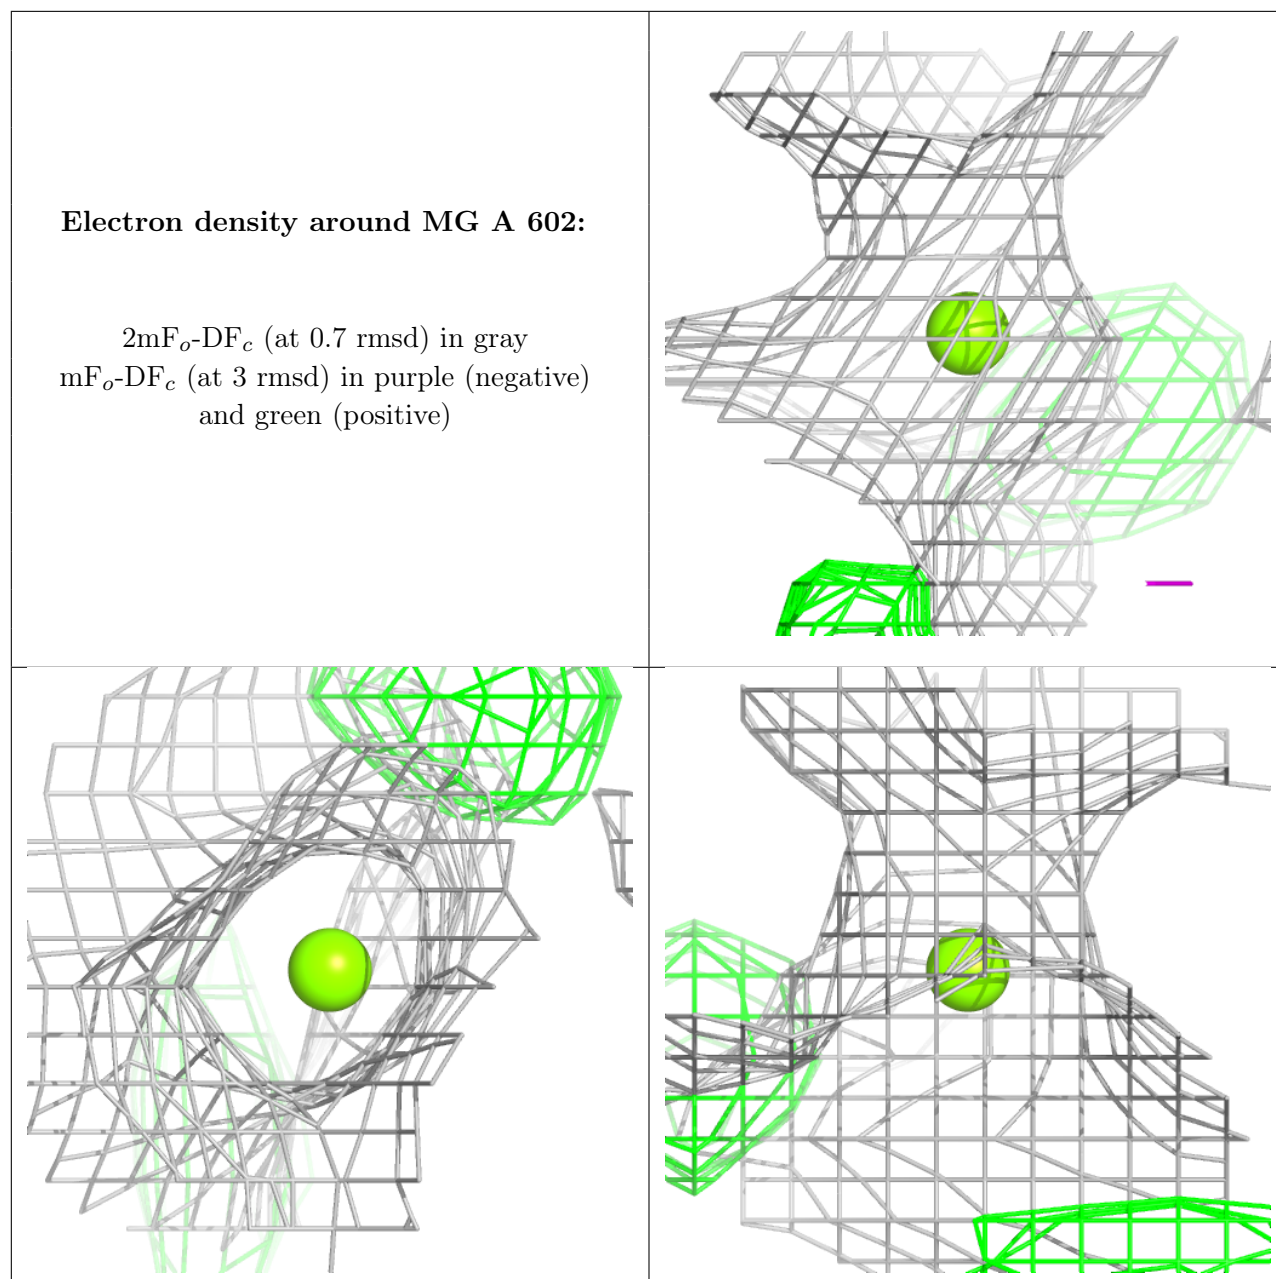 Electron density around MG A 602:
2mFo-DFc (at 0.7 rmsd) in gray
mFo-DFc (at 3 rmsd) in purple (negative)
and green (positive)